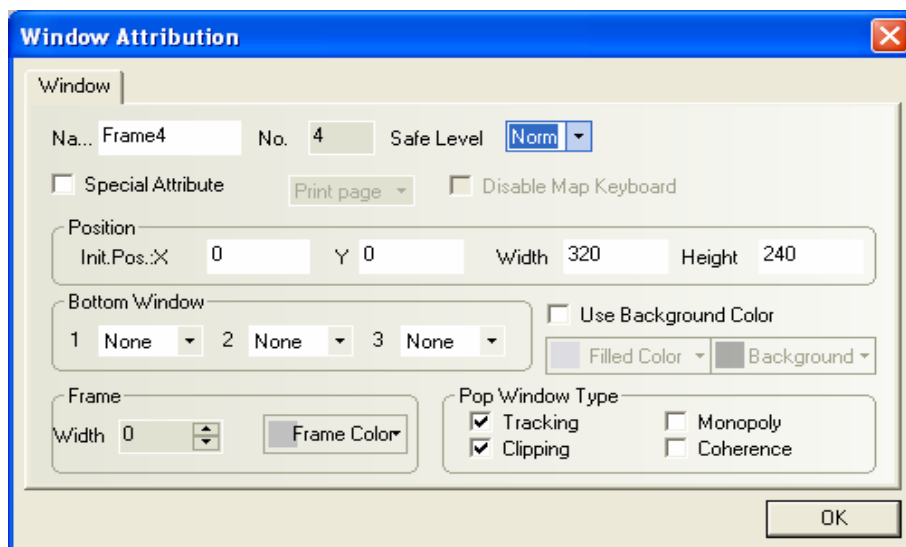 Window Attribution
Window
Na... Frame4 No. 4 Safe Level Norm
Special Attribute Print page Disable Map Keyboard
Position
Init.Pos.:X 0 Y 0 Width 320 Height 240
Bottom Window
1 None 2 None 3 None
Use Background Color
Filled Color Background
Frame
Width 0 Frame Color
Pop Window Type
Tracking Monopoly
Clipping Coherence
OK